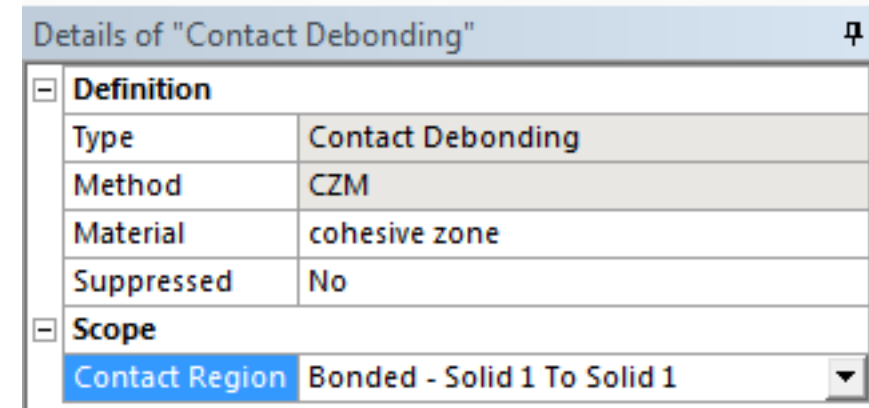 Details of "Contact Debonding"
Definition
Type Contact Debonding
Method CZM
Material cohesive zone
Suppressed No
Scope
Contact Region Bonded - Solid 1 To Solid 1